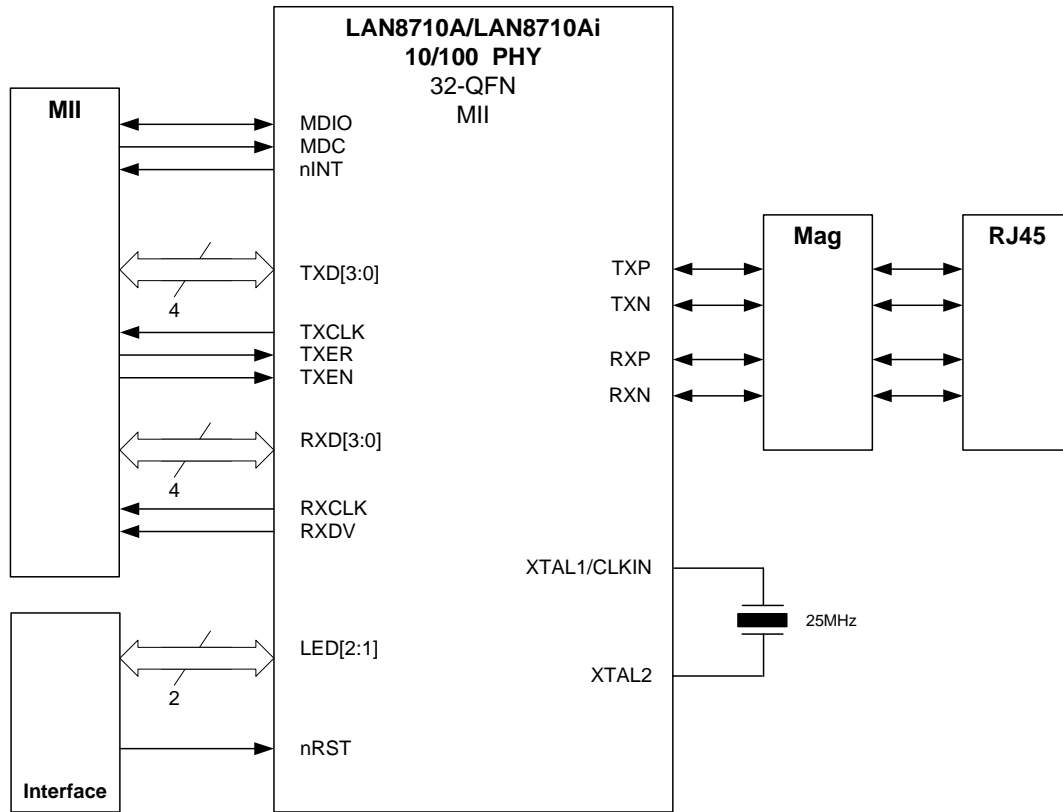 LAN8710A/LAN8710Ai
10/100 PHY
32-QFN
MII
MII
MDIO
MDC
nINT
TXD[3:0]
4
TXCLK
TXER
TXEN
RXD[3:0]
4
RXCLK
RXDV
Interface
LED[2:1]
2
nRST
TXP
TXN
RXP
RXN
Mag
RJ45
XTAL1/CLKIN
25MHz
XTAL2